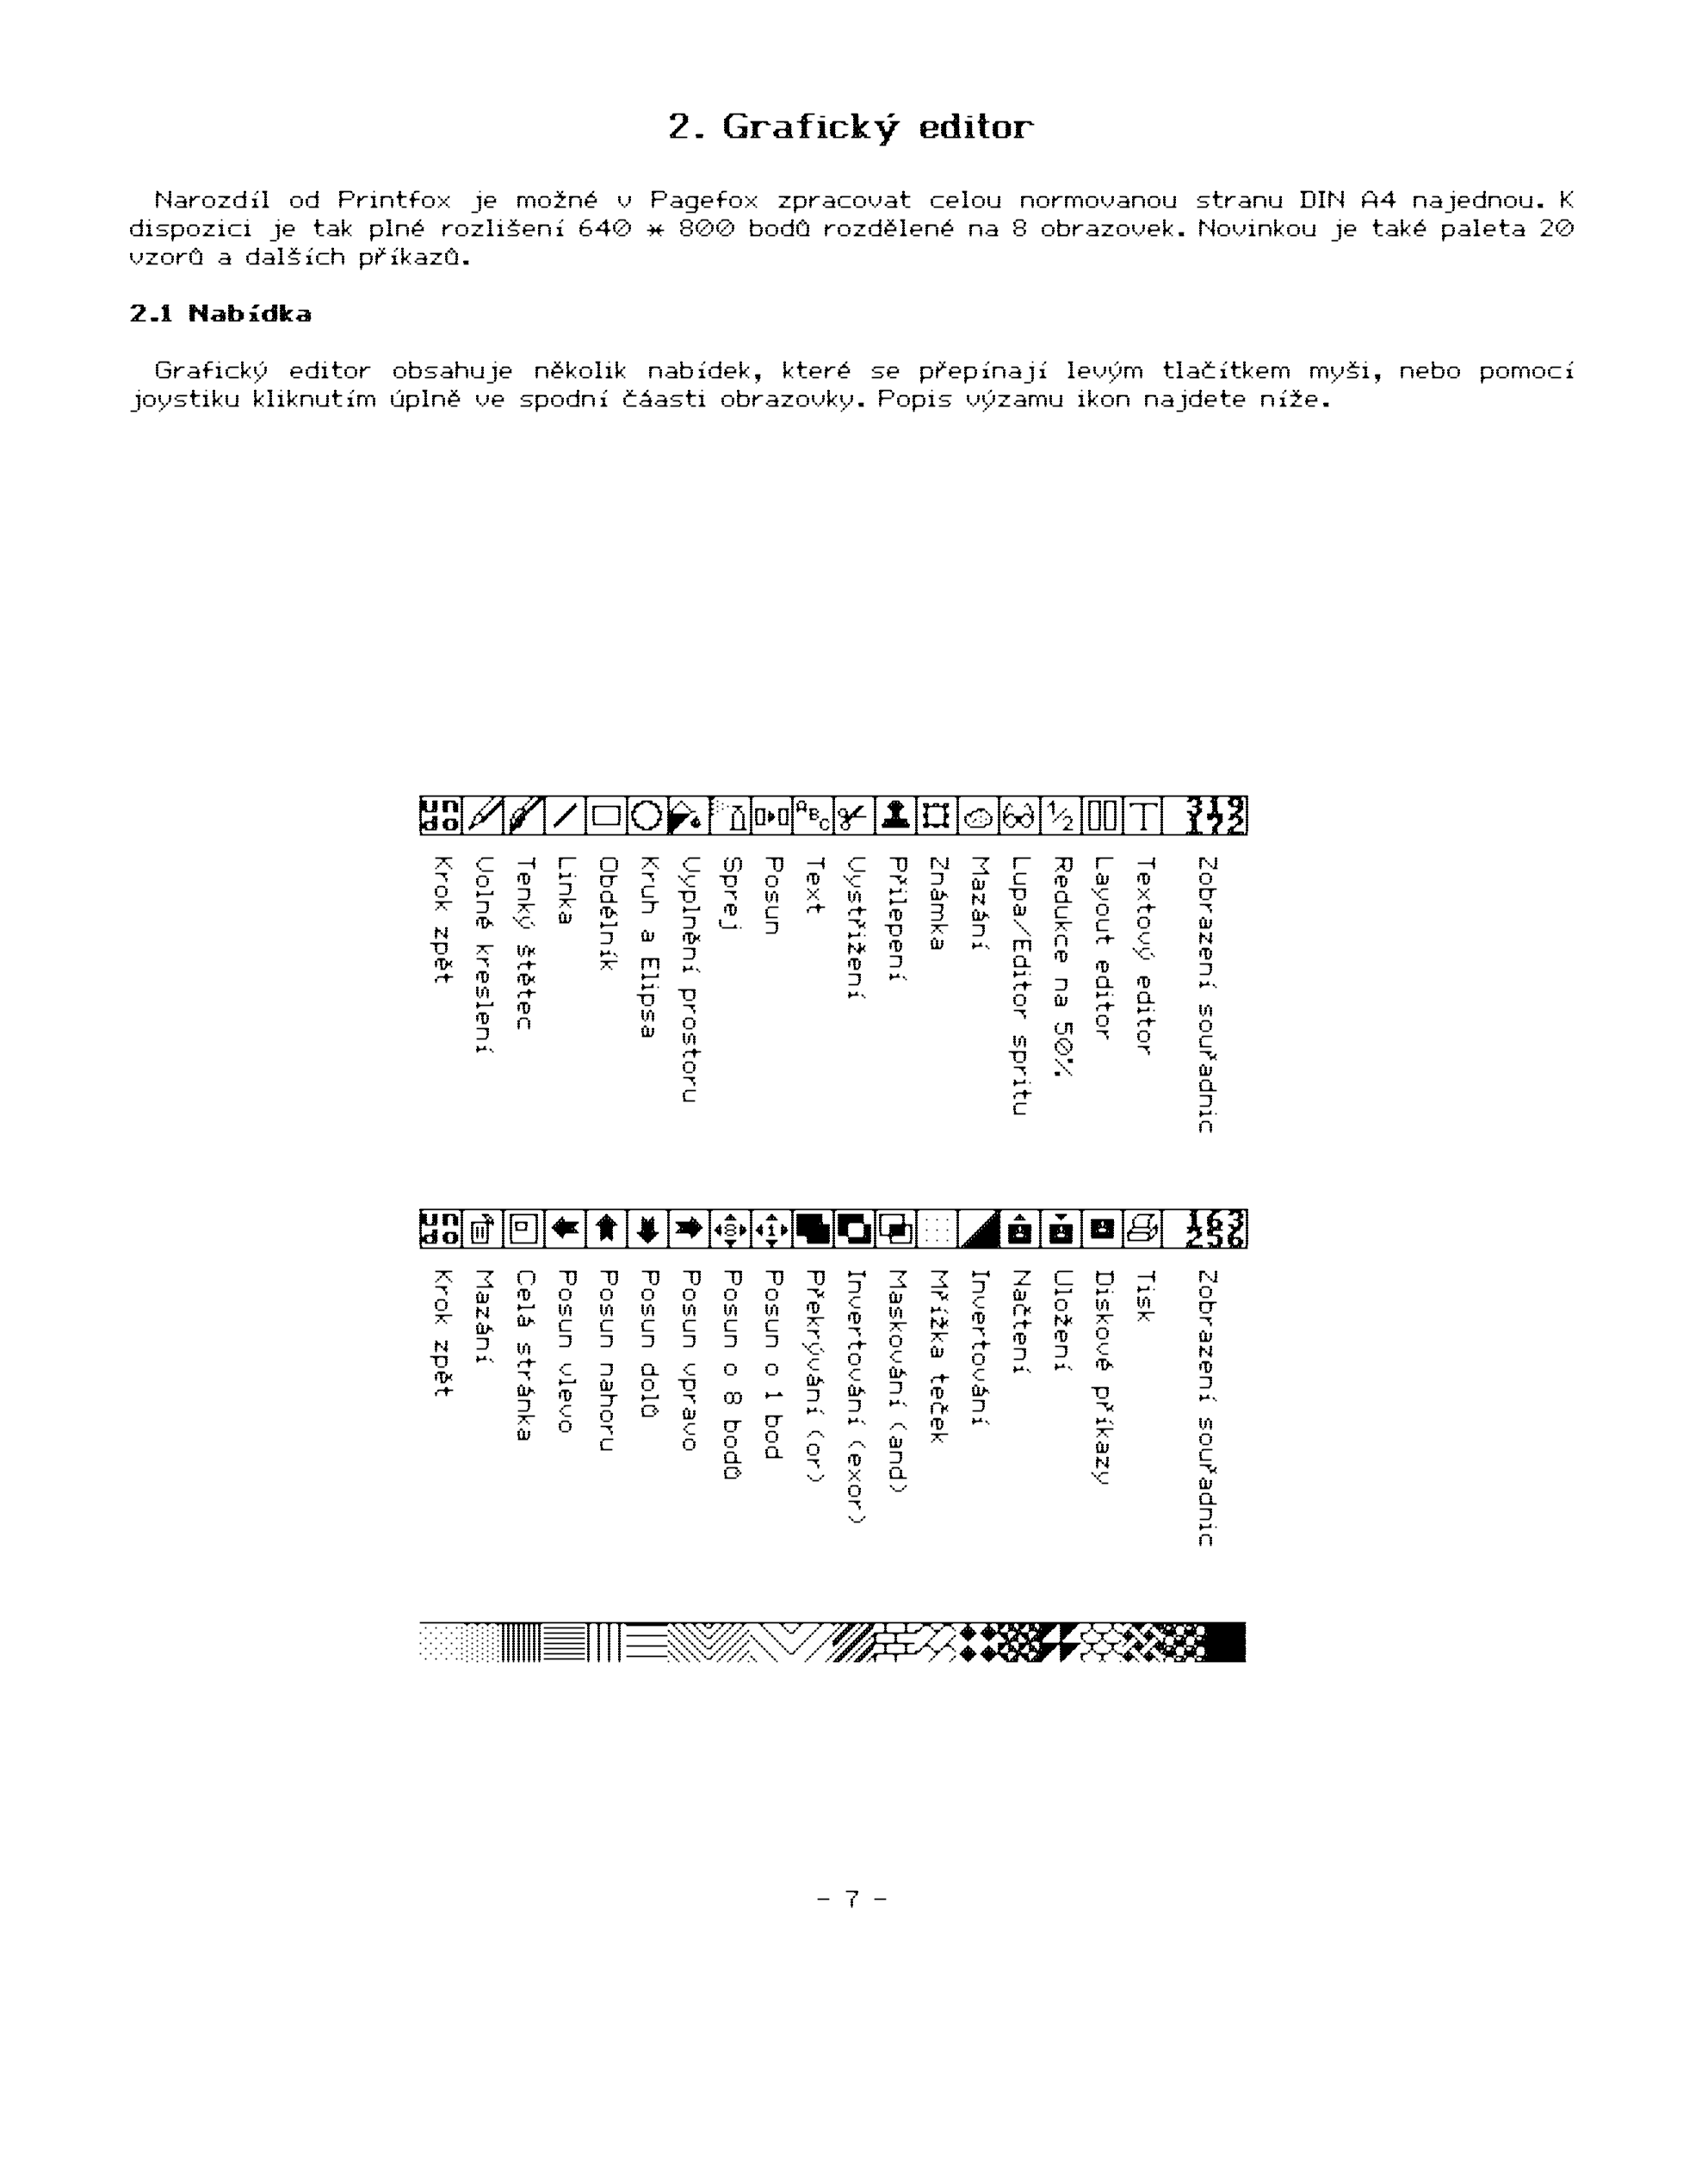 2. Grafický editor
Narozdíl od Printfox je možné v Pagefox zpracovat celou normovanou stranu DIN A4 najednou. K
dispozici je tak plné rozlišení 640 * 800 bodů rozdělené na 8 obrazovek. Novinkou je také paleta 20
vzorů a dalších příkazů.
2.1 Nabídka
Grafický editor obsahuje několik nabídek, které se přepínají levým tlačítkem myši, nebo pomocí
joystiku kliknutím úplně ve spodní čáasti obrazovky. Popis výzamu ikon najdete níže.
un
do
ABC
1/2
T
319
172
Krok zpět
Volné kreslení
Tenký štětec
Linka
Obdélník
Kruh a Elipsa
Vyplnění prostoru
Sprej
Posun
Text
Vystřižení
Přilepení
Známka
Mazání
Lupa/Editor spritu
Redukce na 50%
Layout editor
Textový editor
Zobrazení souřadnic
un
do
8
1
163
256
Krok zpět
Mazání
Celá stránka
Posun vlevo
Posun nahoru
Posun dolů
Posun vpravo
Posun o 8 bodů
Posun o 1 bod
Překrývání (or)
Invertování (exor)
Maskování (and)
Mřížka teček
Invertování
Načtení
Uložení
Diskové příkazy
Tisk
Zobrazení souřadnic
- 7 -